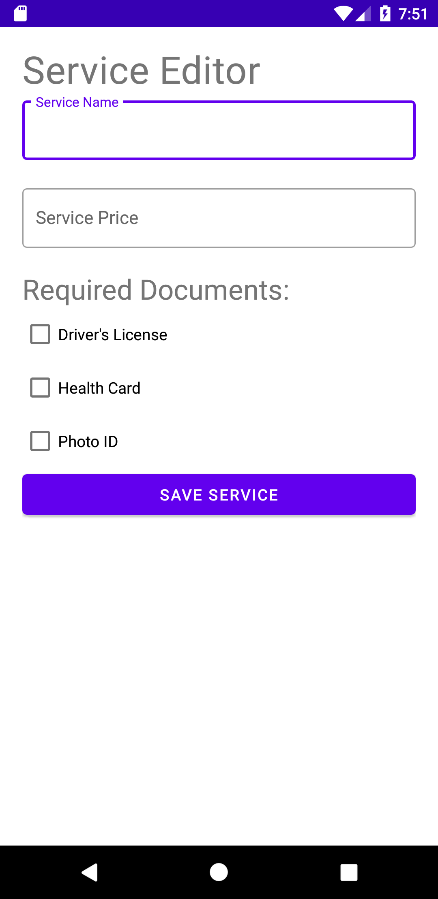 7:51
Service Editor
Service Name
Service Price
Required Documents:
Driver's License
Health Card
Photo ID
SAVE SERVICE